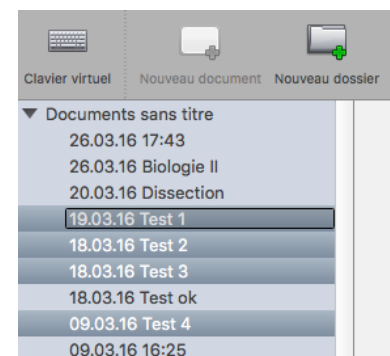 Clavier virtuel
Nouveau document
Nouveau dossier
Documents sans titre
26.03.16 17:43
26.03.16 Biologie II
20.03.16 Dissection
19.03.16 Test 1
18.03.16 Test 2
18.03.16 Test 3
18.03.16 Test ok
09.03.16 Test 4
09.03.16 16:25